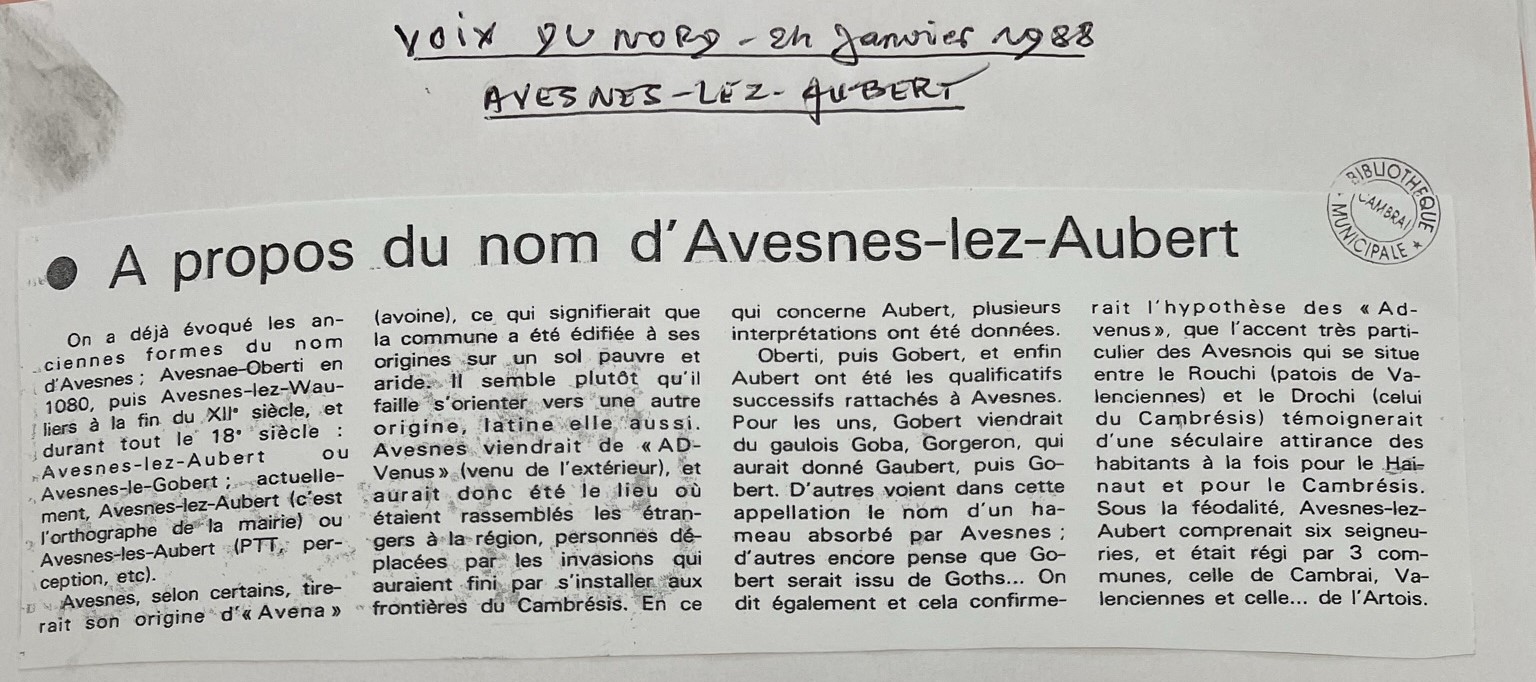 VOIX DU NORD - 24 Janvier 1988
AVESNES-LEZ-AUBERT
BIBLIOTHEQUE
CAMBRAI
MUNICIPALE
● A propos du nom d'Avesnes-lez-Aubert
On a déjà évoqué les an-
ciennes formes du nom
d'Avesnes ; Avesnae-Oberti en
1080, puis Avesnes-lez-Wau-
liers à la fin du XII° siècle, et
durant tout le 18° siècle :
Avesnes-lez-Aubert ou
Avesnes-le-Gobert ; actuelle-
ment, Avesnes-lez-Aubert (c'est
l'orthographe de la mairie) ou
Avesnes-les-Aubert (PTT, per-
ception, etc).
Avesnes, selon certains, tire-
rait son origine d'« Avena »
(avoine), ce qui signifierait que
la commune a été édifiée à ses
origines sur un sol pauvre et
aride. Il semble plutôt qu'il
faille s'orienter vers une autre
origine, latine elle aussi.
Avesnes viendrait de « AD-
Venus » (venu de l'extérieur), et
aurait donc été le lieu où
étaient rassemblés les étran-
gers à la région, personnes dé-
placées par les invasions qui
auraient fini par s'installer aux
frontières du Cambrésis. En ce
qui concerne Aubert, plusieurs
interprétations ont été données.
Oberti, puis Gobert, et enfin
Aubert ont été les qualificatifs
successifs rattachés à Avesnes.
Pour les uns, Gobert viendrait
du gaulois Goba, Gorgeron, qui
aurait donné Gaubert, puis Go-
bert. D'autres voient dans cette
appellation le nom d'un ha-
meau absorbé par Avesnes ;
d'autres encore pense que Go-
bert serait issu de Goths... On
dit également et cela confirme-
rait l'hypothèse des « Ad-
venus », que l'accent très parti-
culier des Avesnois qui se situe
entre le Rouchi (patois de Va-
lenciennes) et le Drochi (celui
du Cambrésis) témoignerait
d'une séculaire attirance des
habitants à la fois pour le Hai-
naut et pour le Cambrésis.
Sous la féodalité, Avesnes-lez-
Aubert comprenait six seigneu-
ries, et était régi par 3 com-
munes, celle de Cambrai, Va-
lenciennes et celle... de l'Artois.